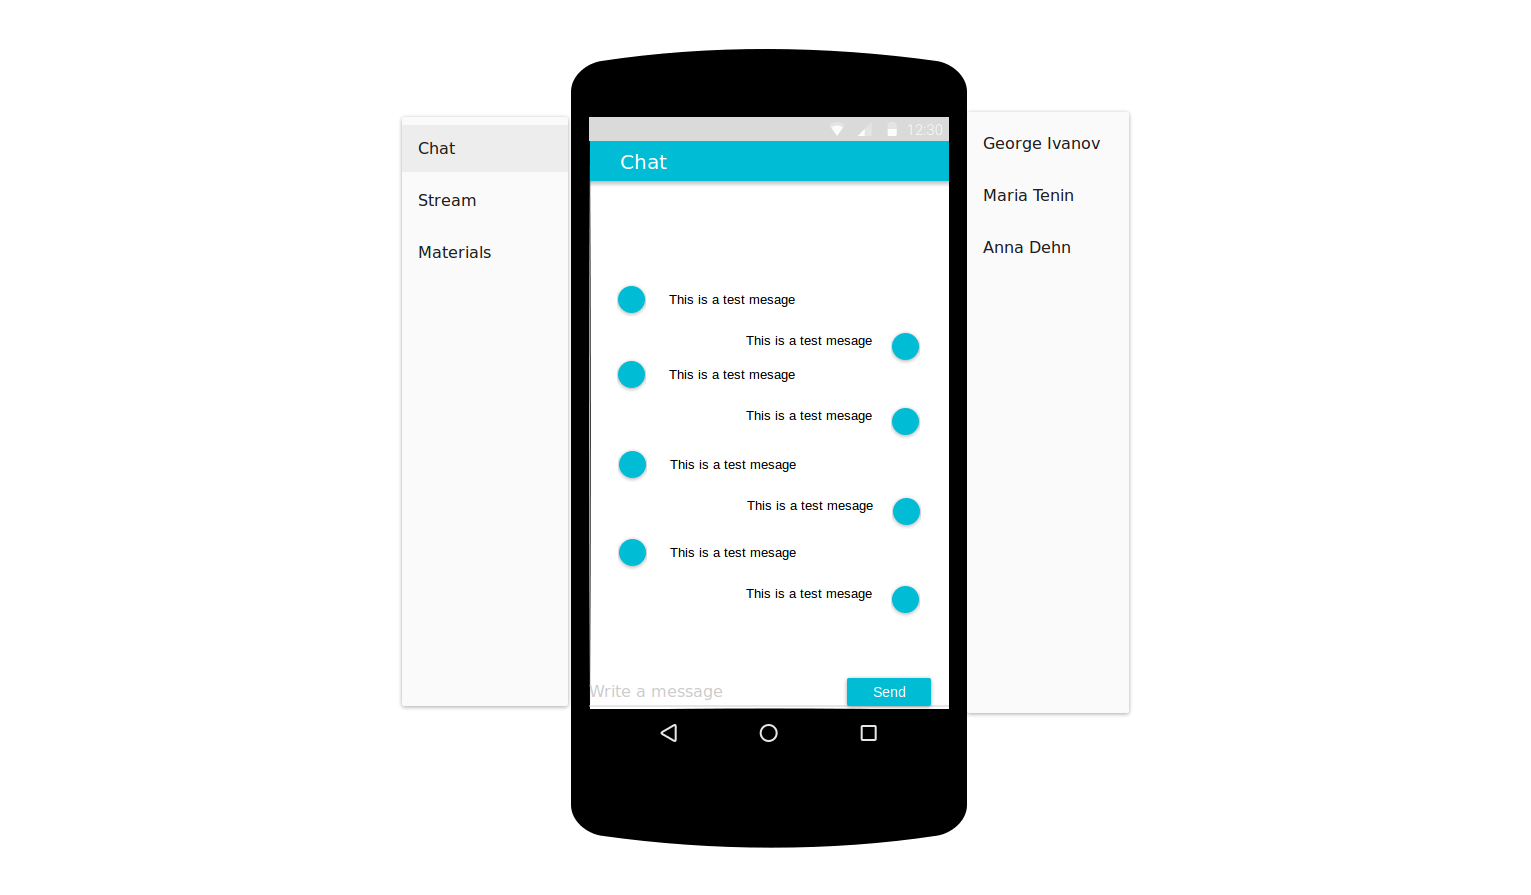 Chat
Stream
Materials
12:30
Chat
This is a test mesage
This is a test mesage
This is a test mesage
This is a test mesage
This is a test mesage
This is a test mesage
This is a test mesage
This is a test mesage
Write a message
Send
George Ivanov
Maria Tenin
Anna Dehn